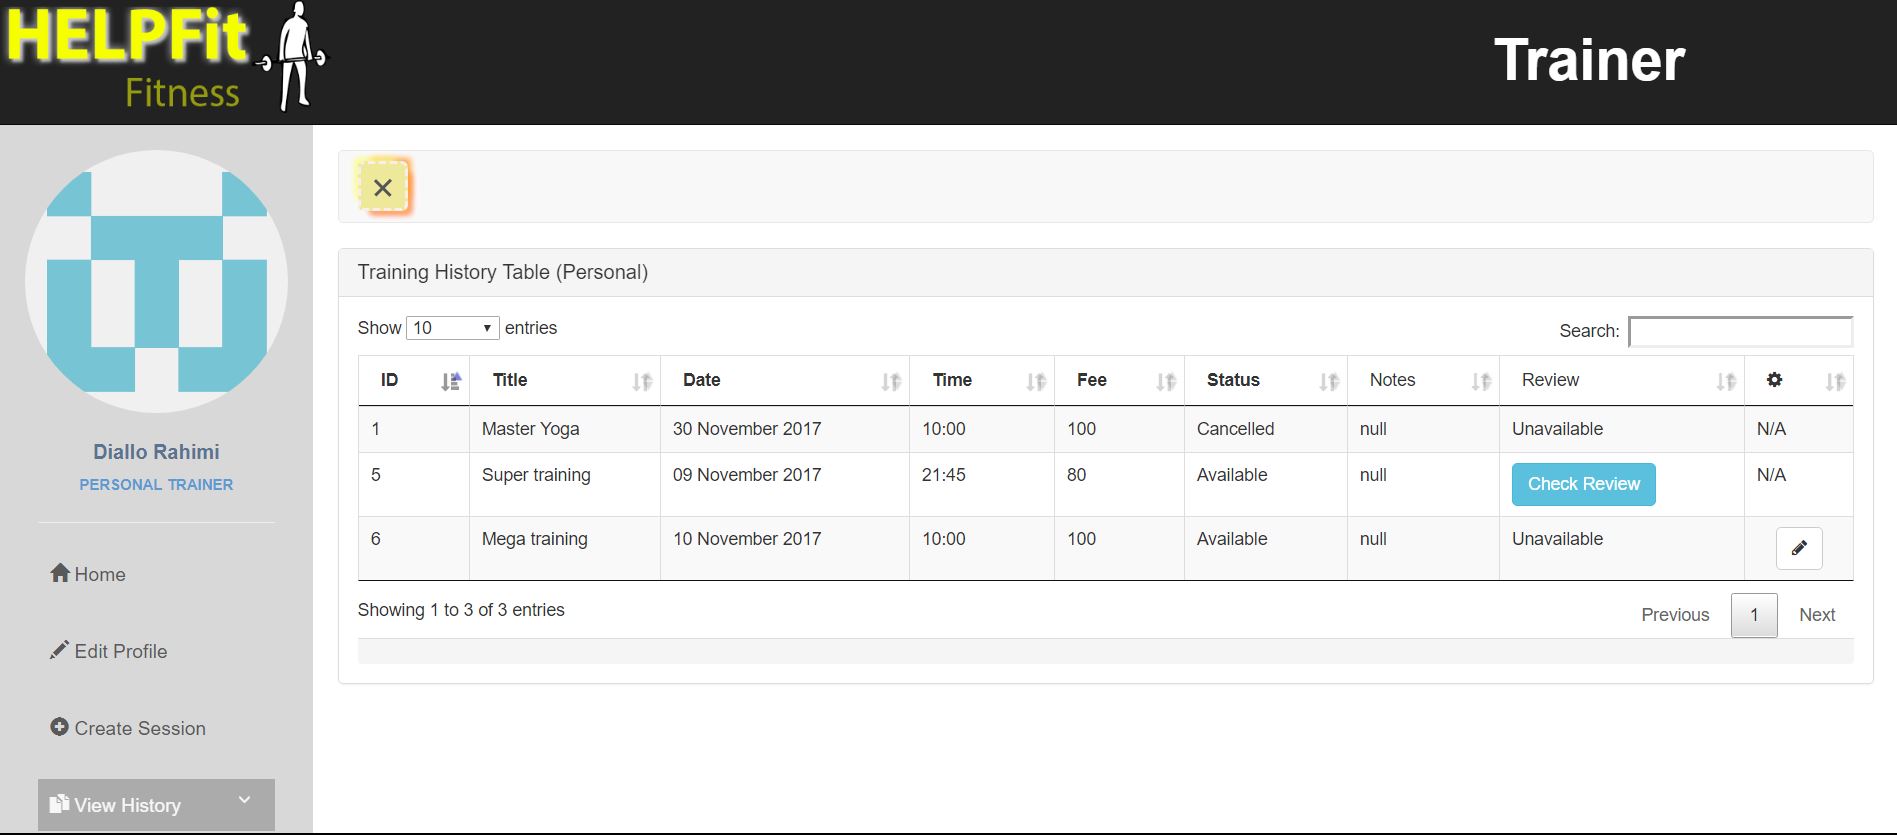 HELPFit
Fitness
Trainer
Diallo Rahimi
PERSONAL TRAINER
Home
Edit Profile
Create Session
View History
Training History Table (Personal)
Show 10 entries
Search:
ID Title Date Time Fee Status Notes Review
1 Master Yoga 30 November 2017 10:00 100 Cancelled null Unavailable N/A
5 Super training 09 November 2017 21:45 80 Available null Check Review N/A
6 Mega training 10 November 2017 10:00 100 Available null Unavailable
Showing 1 to 3 of 3 entries
Previous 1 Next